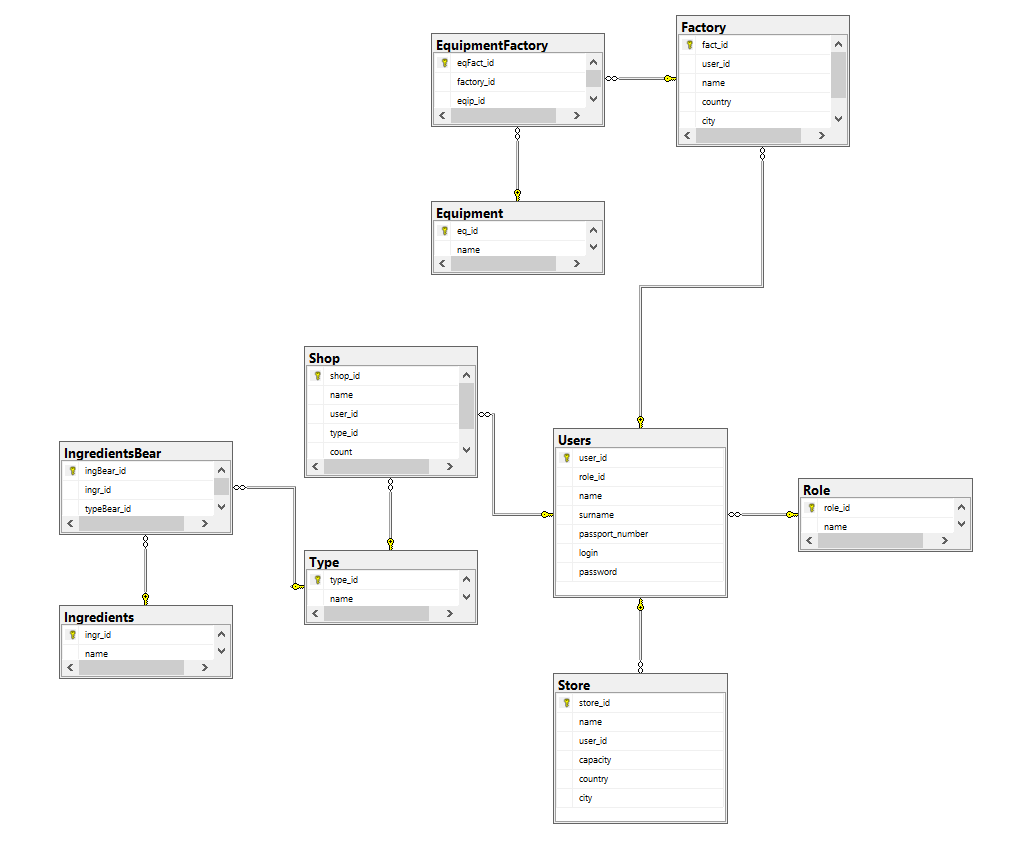 Factory
fact_id
user_id
name
country
city
EquipmentFactory
eqFact_id
factory_id
eqip_id
Equipment
eq_id
name
Shop
shop_id
name
user_id
type_id
count
Users
user_id
role_id
name
surname
passport_number
login
password
IngredientsBear
ingBear_id
ingr_id
typeBear_id
Role
role_id
name
Type
type_id
name
Ingredients
ingr_id
name
Store
store_id
name
user_id
capacity
country
city